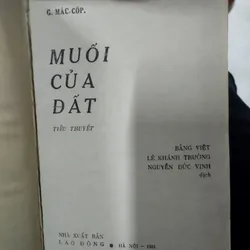 G. MÁC-CỐP.
MUỐI
CỦA
ĐẤT
TIỂU THUYẾT
BẰNG VIỆT
LÊ KHÁNH TRƯỜNG
NGUYỄN ĐỨC VỊNH
dịch
NHÀ XUẤT BẢN
LAO ĐỘNG HÀ NỘI -